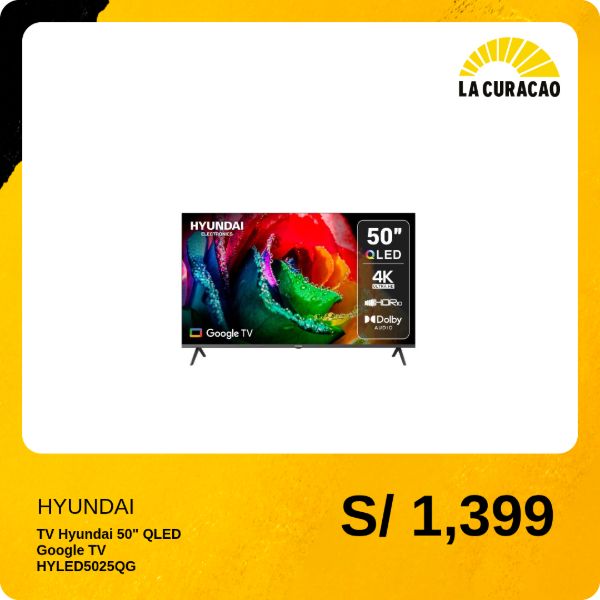 LA CURACAO
HYUNDAI
ELECTRONICS
50"
QLED
4K
ULTRA HD
HDR10
Dolby
AUDIO
Google TV
HYUNDAI
S/ 1,399
TV Hyundai 50" QLED
Google TV
HYLED5025QG